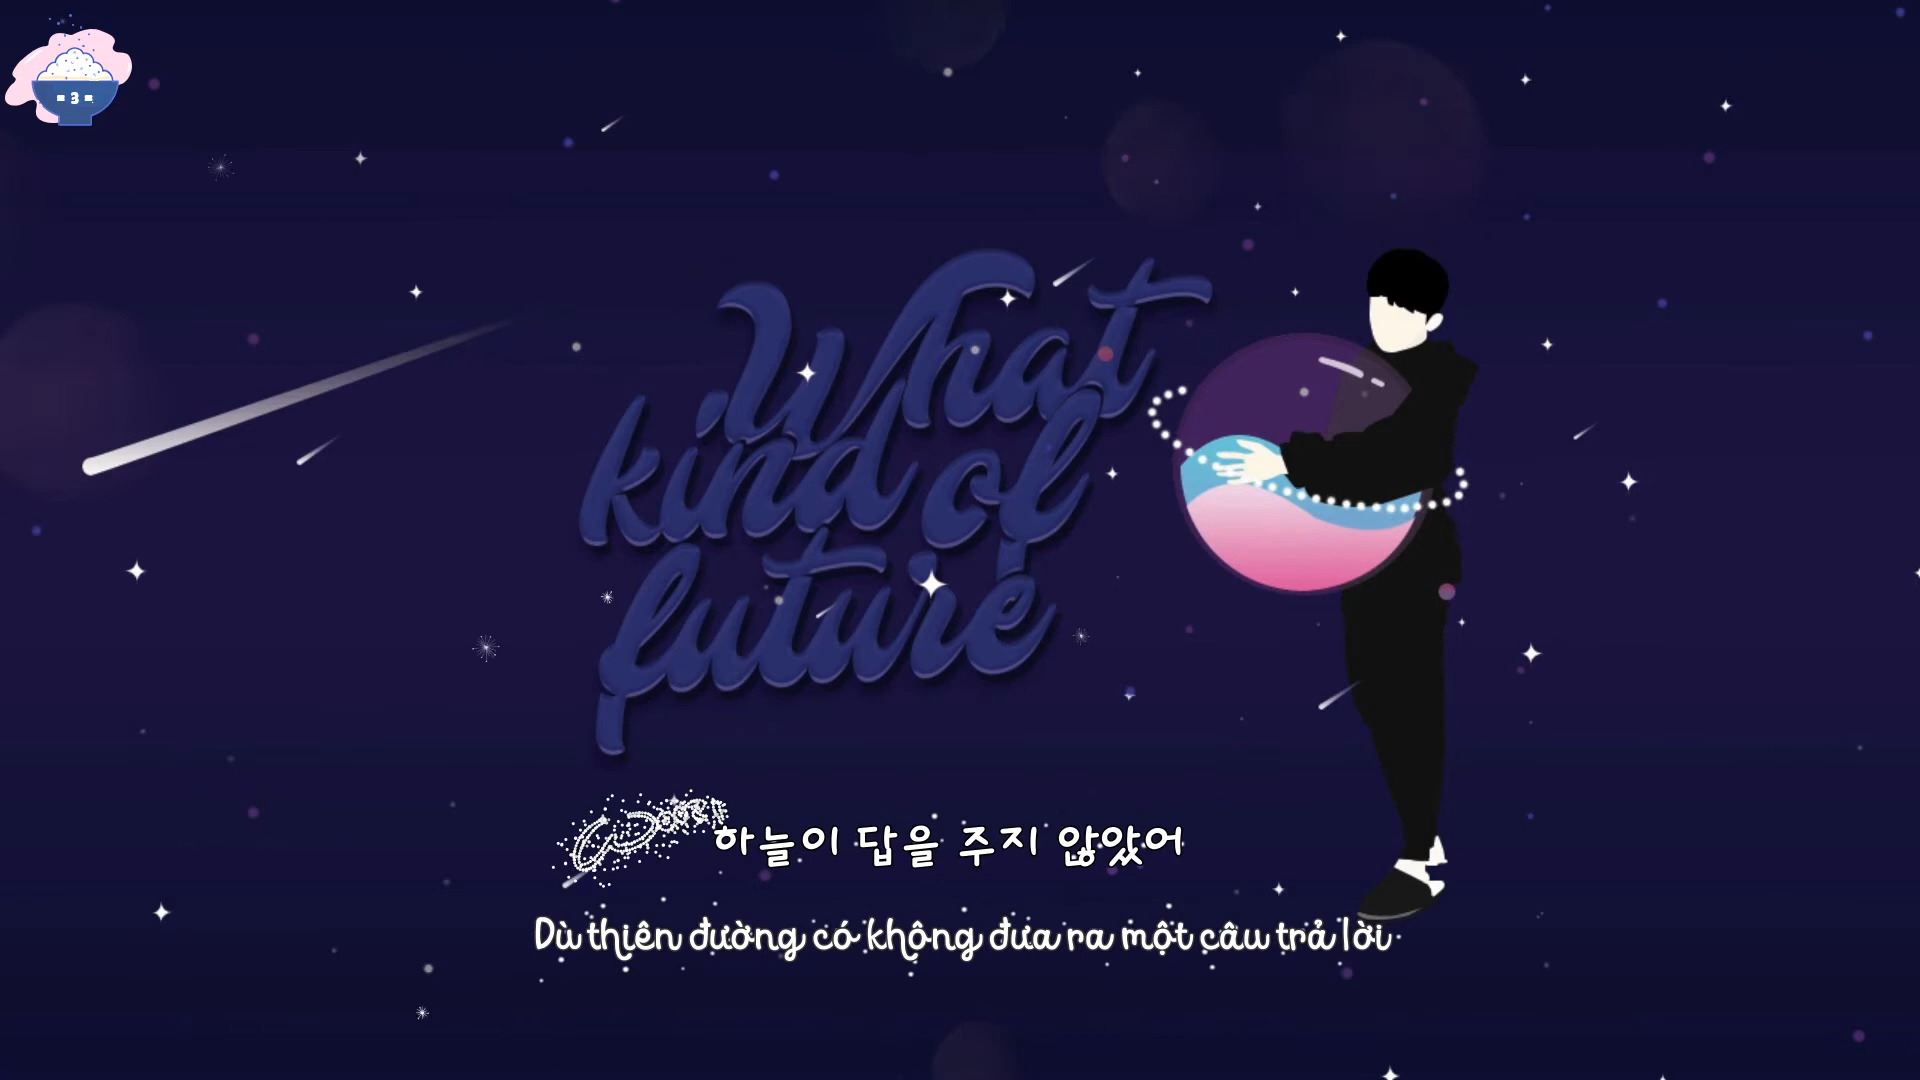 3
What
kind of
future
하늘이 답을 주지 않았어
Dù thiên đường có không đưa ra một câu trả lời